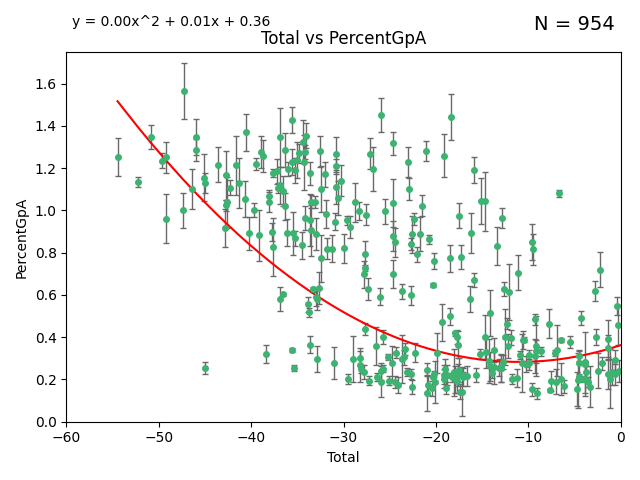 y = 0.00x^2 + 0.01x + 0.36
N = 954
Total vs PercentGpA
PercentGpA
1.6
1.4
1.2
1.0
0.8
0.6
0.4
0.2
0.0
−60 −50 −40 −30 −20 −10 0
Total